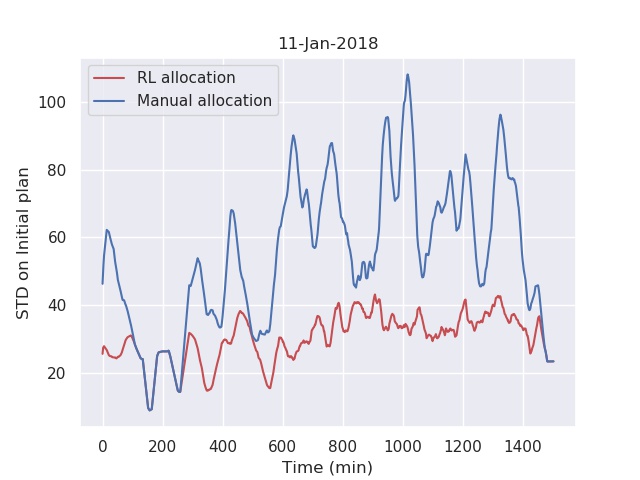 11-Jan-2018
RL allocation
Manual allocation
STD on Initial plan
100
80
60
40
20
0 200 400 600 800 1000 1200 1400
Time (min)